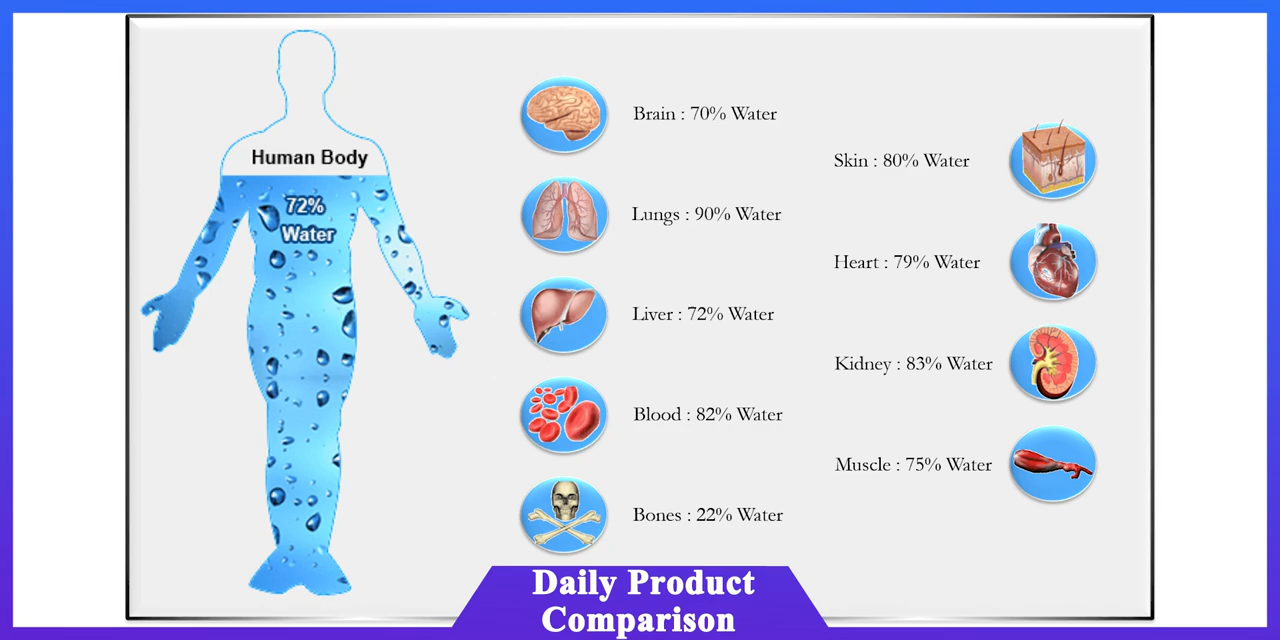 Human Body
72%
Water
Brain : 70% Water
Lungs : 90% Water
Liver : 72% Water
Blood : 82% Water
Bones : 22% Water
Skin : 80% Water
Heart : 79% Water
Kidney : 83% Water
Muscle : 75% Water
Daily Product
Comparison